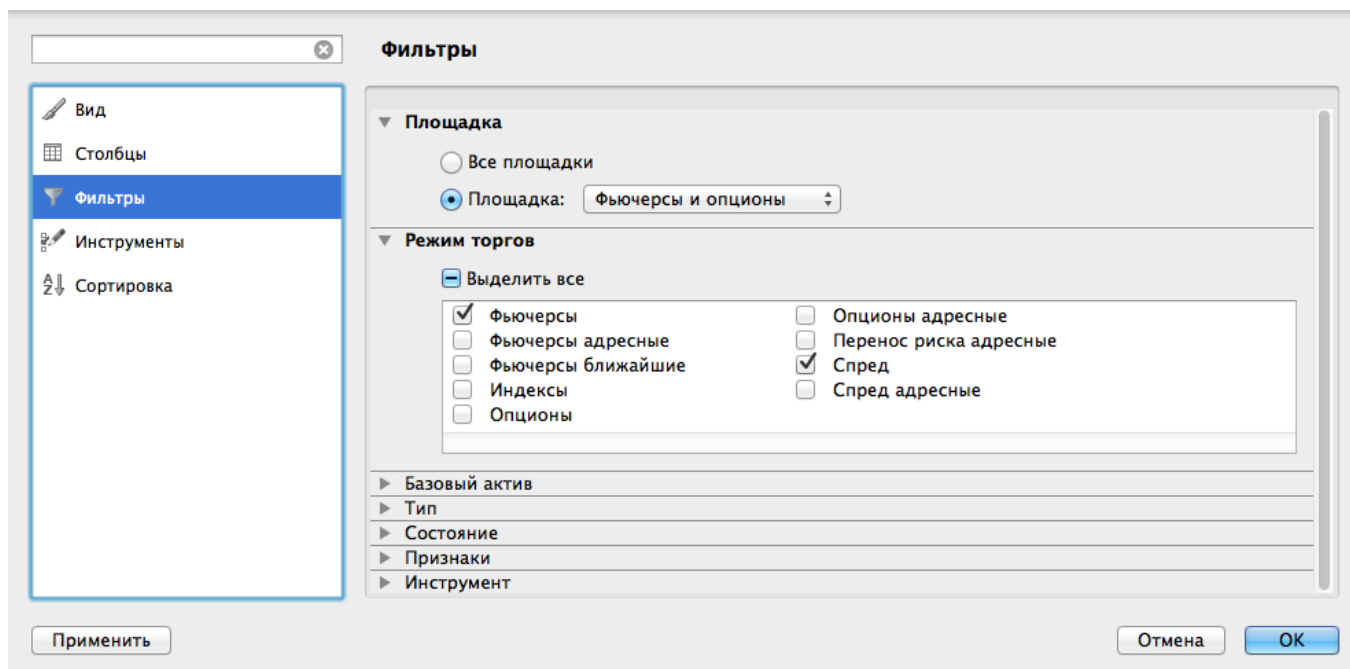 Фильтры
Вид
Столбцы
Фильтры
Инструменты
Сортировка
Площадка
Все площадки
Площадка: Фьючерсы и опционы
Режим торгов
Выделить все
Фьючерсы
Фьючерсы адресные
Фьючерсы ближайшие
Индексы
Опционы
Опционы адресные
Перенос риска адресные
Спред
Спред адресные
Базовый актив
Тип
Состояние
Признаки
Инструмент
Применить
Отмена
OK